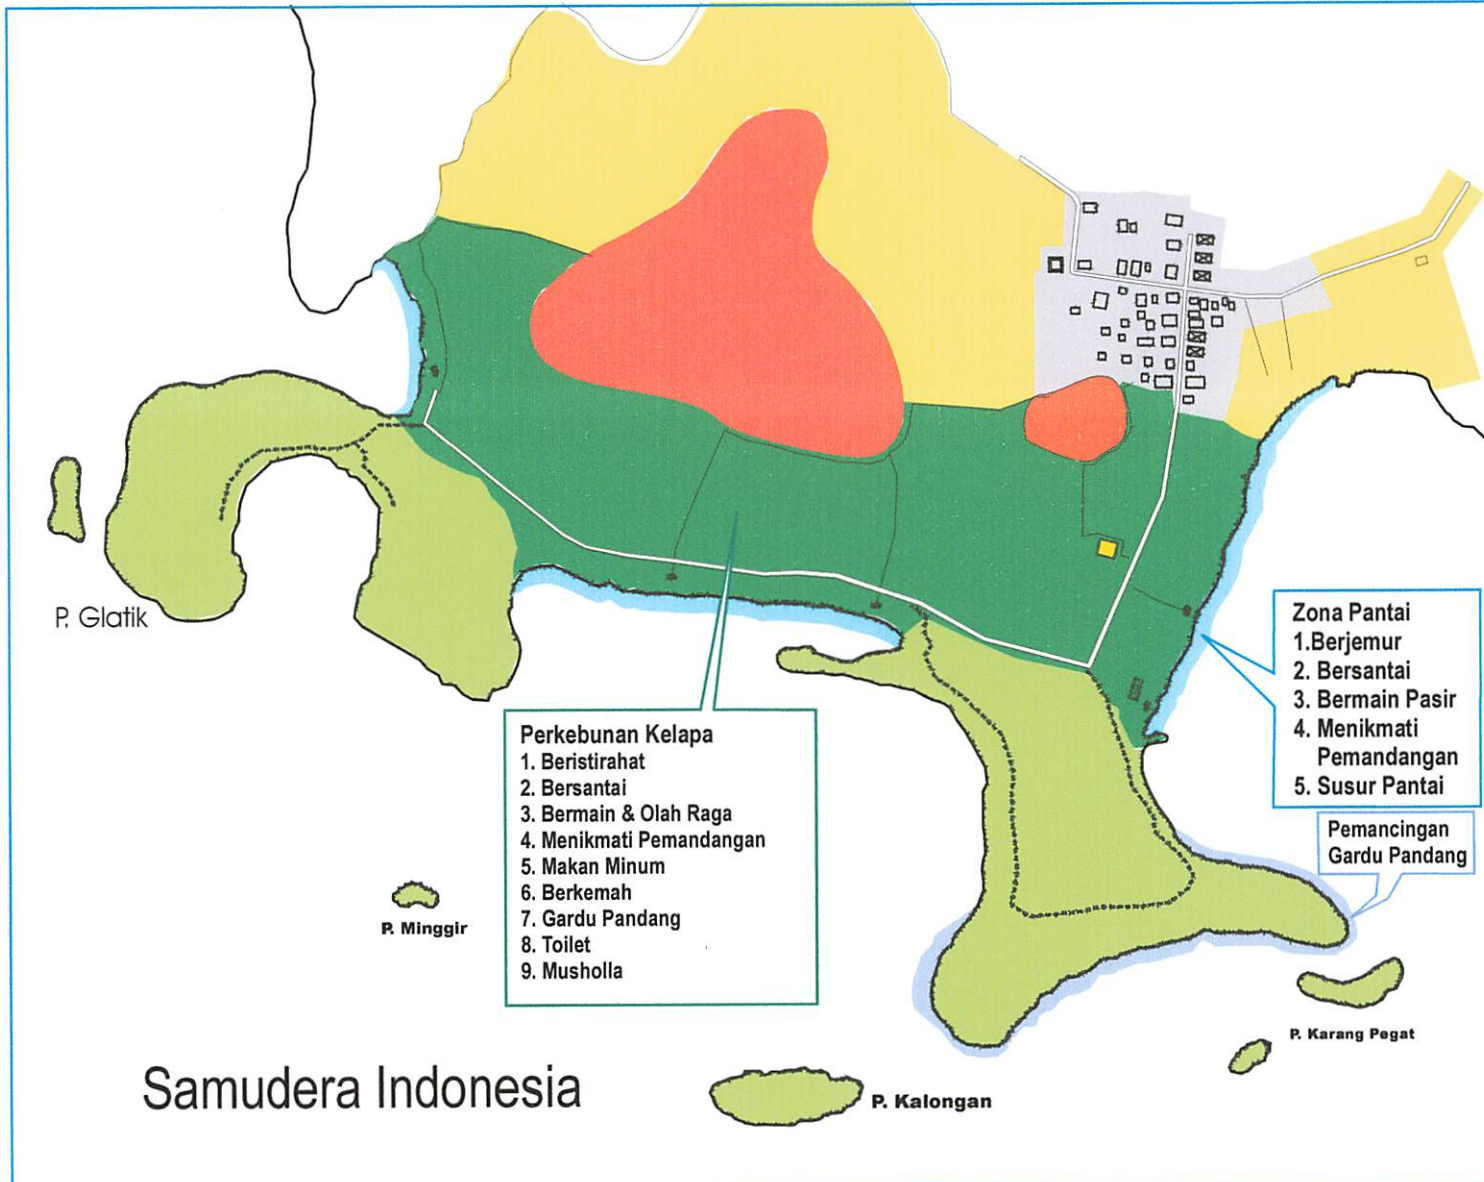 P. Glatik
Perkebunan Kelapa
1. Beristirahat
2. Bersantai
3. Bermain & Olah Raga
4. Menikmati Pemandangan
5. Makan Minum
6. Berkemah
7. Gardu Pandang
8. Toilet
9. Musholla
Zona Pantai
1.Berjemur
2. Bersantai
3. Bermain Pasir
4. Menikmati
Pemandangan
5. Susur Pantai
Pemancingan
Gardu Pandang
P. Minggir
P. Karang Pegat
Samudera Indonesia
P. Kalongan